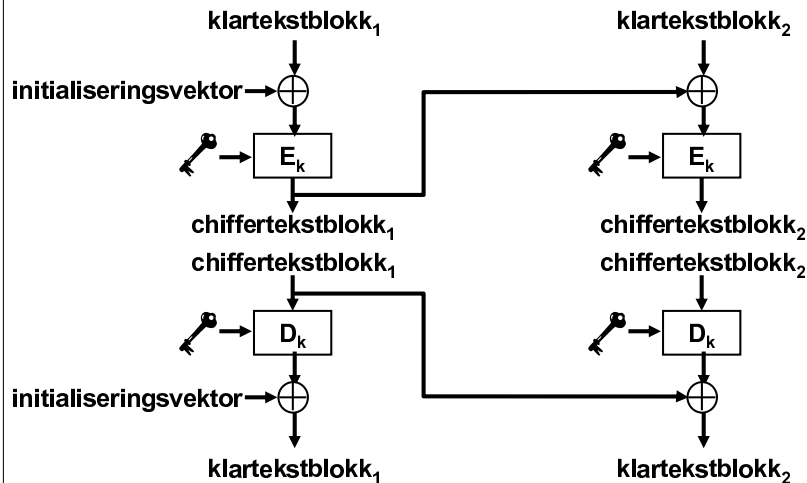 klartekstblokk₁ klartekstblokk₂
initialiseringsvektor
Eₖ Eₖ
chiffertekstblokk₁ chiffertekstblokk₂
chiffertekstblokk₁ chiffertekstblokk₂
Dₖ Dₖ
initialiseringsvektor
klartekstblokk₁ klartekstblokk₂